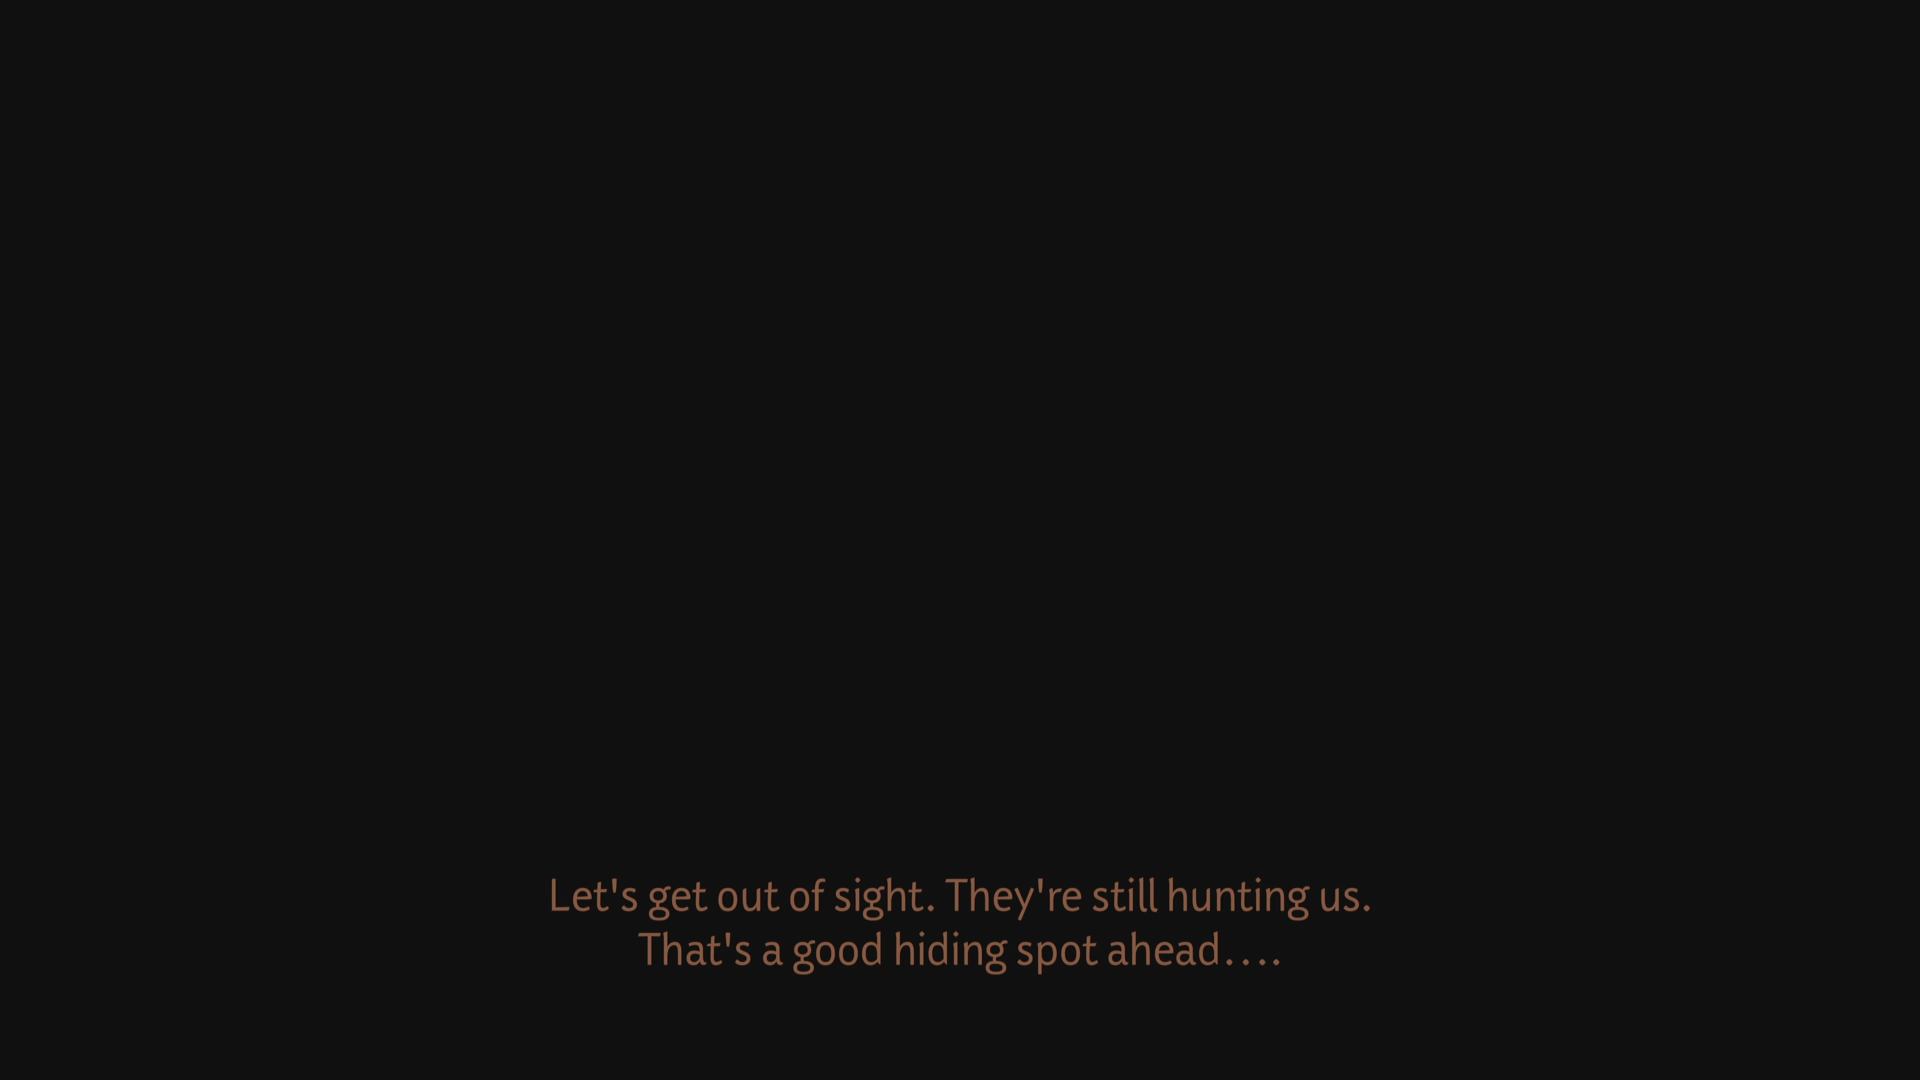 Let's get out of sight. They're still hunting us.
That's a good hiding spot ahead....